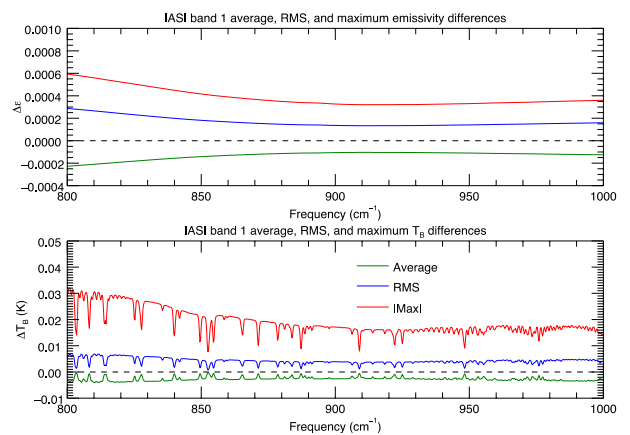 IASI band 1 average, RMS, and maximum emissivity differences
0.0010
0.0008
0.0006
0.0004
0.0002
0.0000
−0.0002
−0.0004
Δε
800 850 900 950 1000
Frequency (cm⁻¹)
IASI band 1 average, RMS, and maximum T_B differences
0.05
0.04
0.03
0.02
0.01
0.00
−0.01
ΔT_B (K)
Average
RMS
|Max|
800 850 900 950 1000
Frequency (cm⁻¹)